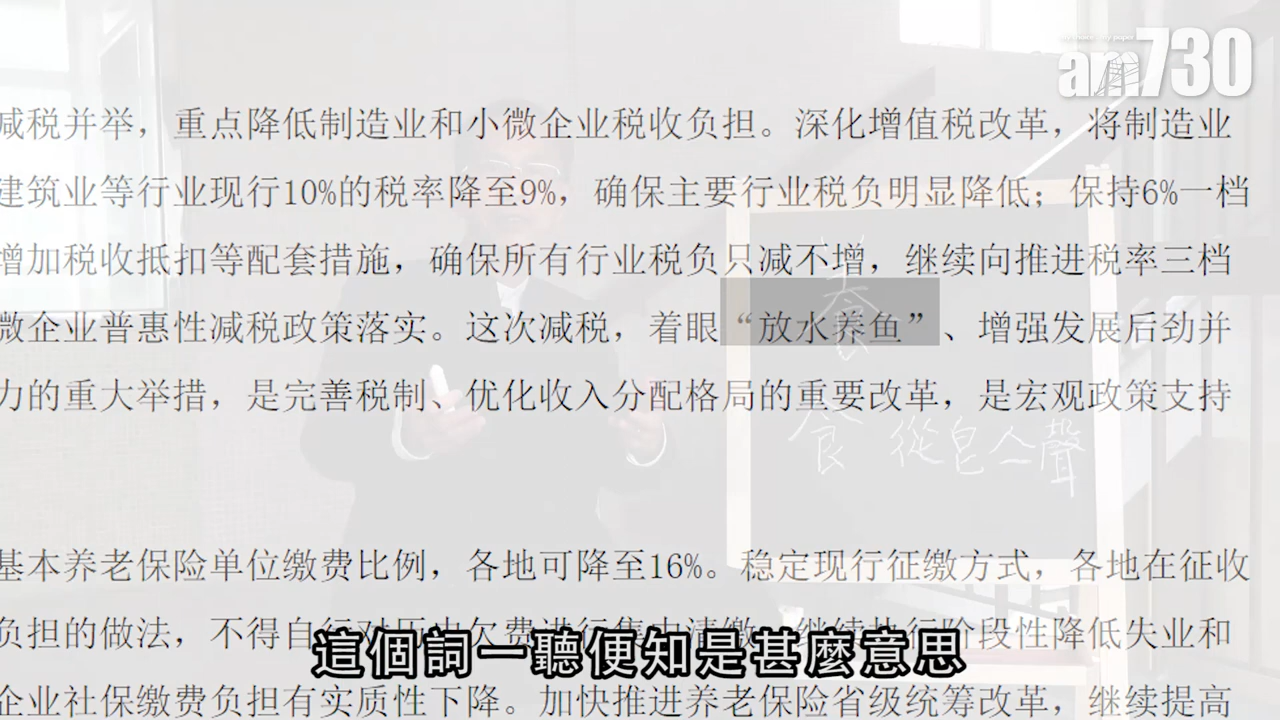 am730
减税并举，重点降低制造业和小微企业税收负担。深化增值税改革，将制造业
建筑业等行业现行10%的税率降至9%，确保主要行业税负明显降低；保持6%一档
增加税收抵扣等配套措施，确保所有行业税负只减不增，继续向推进税率三档
微企业普惠性减税政策落实。这次减税，着眼“放水养鱼”、增强发展后劲并
力的重大举措，是完善税制、优化收入分配格局的重要改革，是宏观政策支持
養
食 從皀亼聲
基本养老保险单位缴费比例，各地可降至16%。稳定现行征缴方式，各地在征收
负担的做法，不得自行对历史欠费进行集中清缴。继续执行阶段性降低失业和
這個詞一聽便知是甚麼意思
企业社保缴费负担有实质性下降。加快推进养老保险省级统筹改革，继续提高